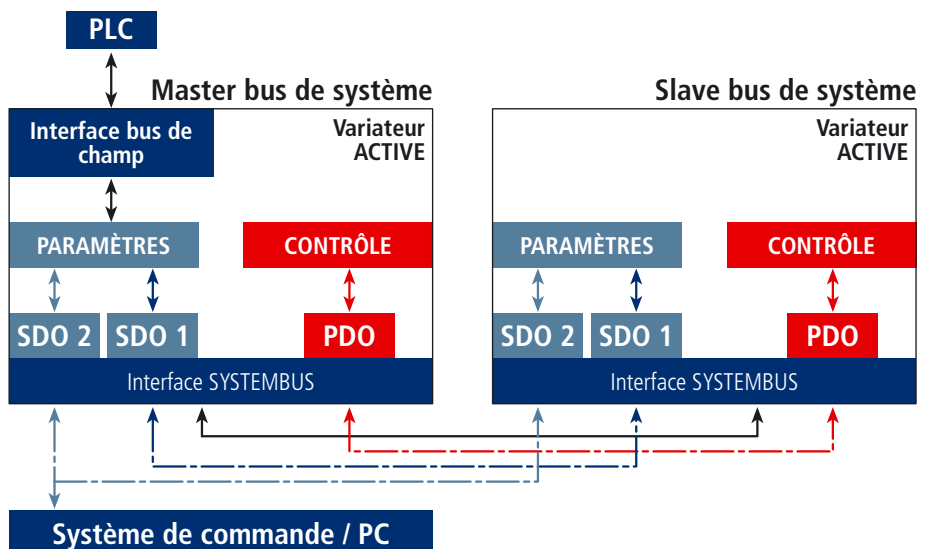 PLC
Master bus de système
Slave bus de système
Interface bus de
champ
Variateur
ACTIVE
Variateur
ACTIVE
PARAMÈTRES
CONTRÔLE
PARAMÈTRES
CONTRÔLE
SDO 2
SDO 1
PDO
SDO 2
SDO 1
PDO
Interface SYSTEMBUS
Interface SYSTEMBUS
Système de commande / PC